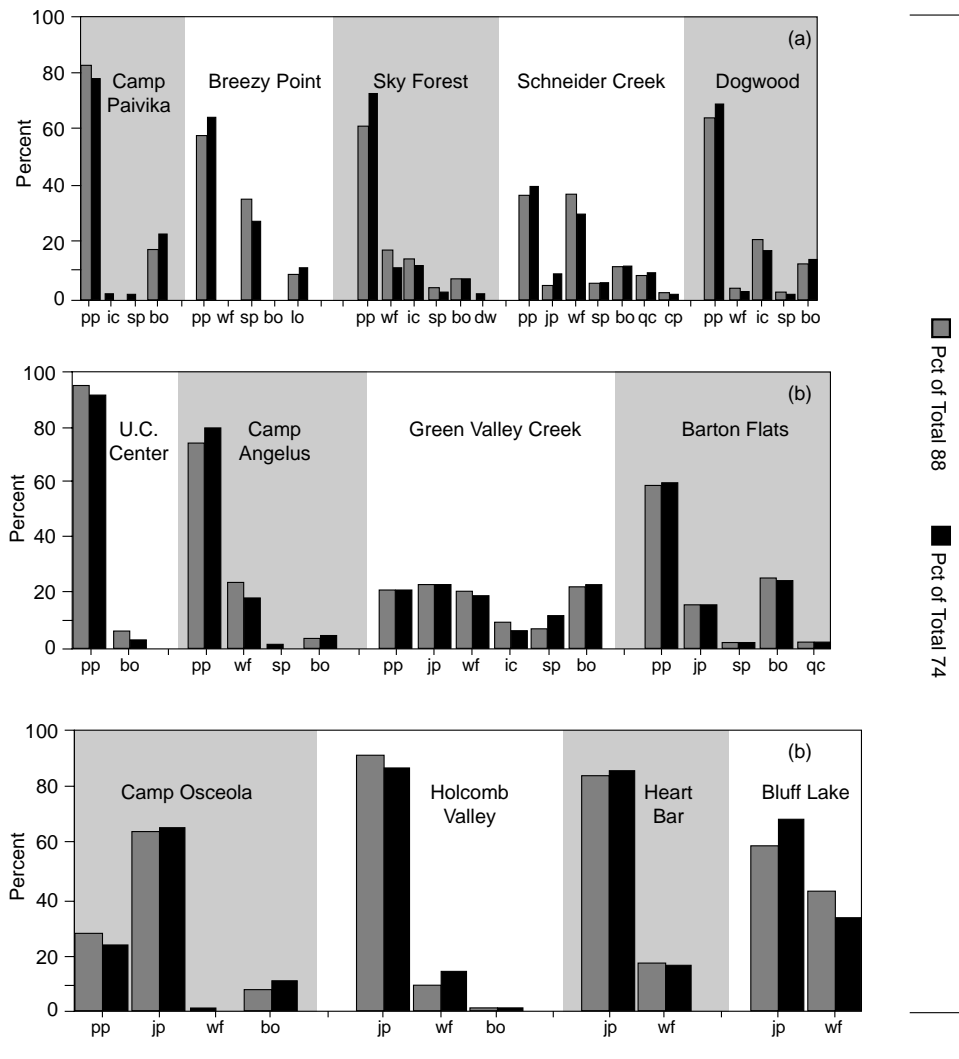 100
80
60
40
20
0
Percent
(a)
Camp
Paivika
Breezy Point
Sky Forest
Schneider Creek
Dogwood
pp ic sp bo
pp wf sp bo lo
pp wf ic sp bo dw
pp jp wf sp bo qc cp
pp wf ic sp bo
100
80
60
40
20
0
Percent
(b)
U.C.
Center
Camp
Angelus
Green Valley Creek
Barton Flats
pp bo
pp wf sp bo
pp jp wf ic sp bo
pp jp sp bo qc
100
80
60
40
20
0
Percent
(b)
Camp Osceola
Holcomb
Valley
Heart
Bar
Bluff Lake
pp jp wf bo
jp wf bo
jp wf
jp wf
Pct of Total 88
Pct of Total 74